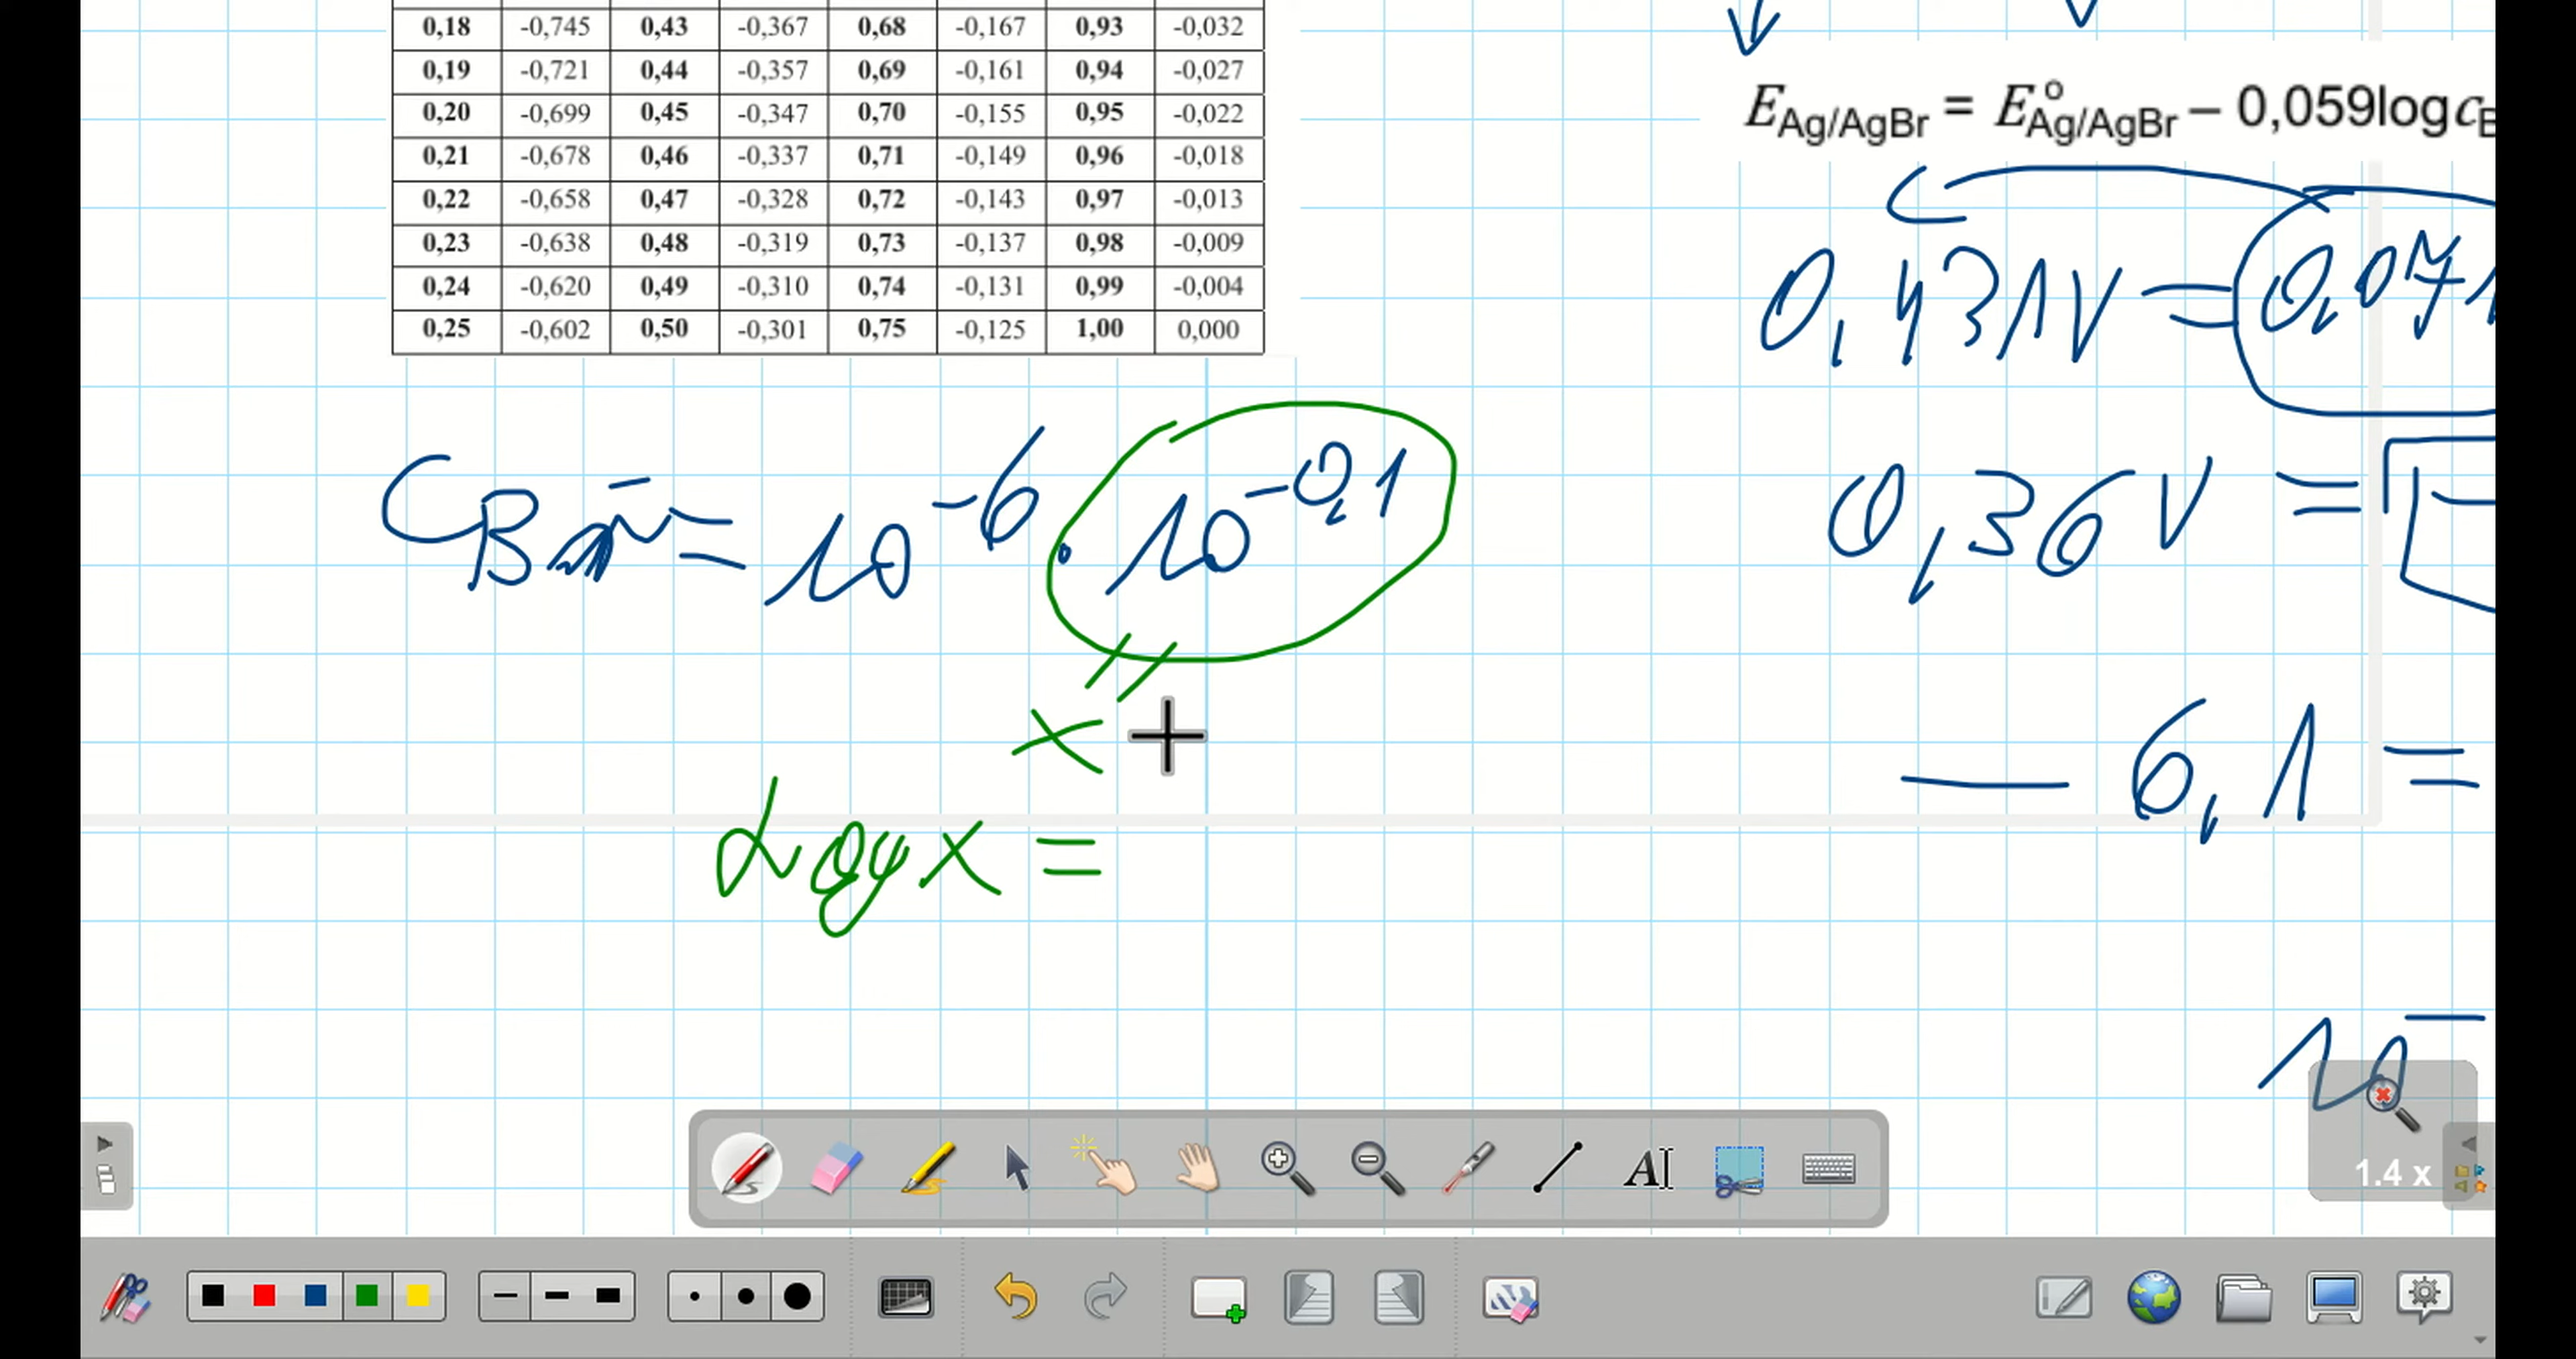 0,18 -0,745 0,43 -0,367 0,68 -0,167 0,93 -0,032
0,19 -0,721 0,44 -0,357 0,69 -0,161 0,94 -0,027
0,20 -0,699 0,45 -0,347 0,70 -0,155 0,95 -0,022
0,21 -0,678 0,46 -0,337 0,71 -0,149 0,96 -0,018
0,22 -0,658 0,47 -0,328 0,72 -0,143 0,97 -0,013
0,23 -0,638 0,48 -0,319 0,73 -0,137 0,98 -0,009
0,24 -0,620 0,49 -0,310 0,74 -0,131 0,99 -0,004
0,25 -0,602 0,50 -0,301 0,75 -0,125 1,00 0,000
E Ag/AgBr = E° Ag/AgBr – 0,059log c
0,431V = 0,071
C Br⁻ = 10⁻⁶ · 10⁻⁰,¹
0,36V =
x
— 6,1 =
Log x =
10⁻
1.4 x